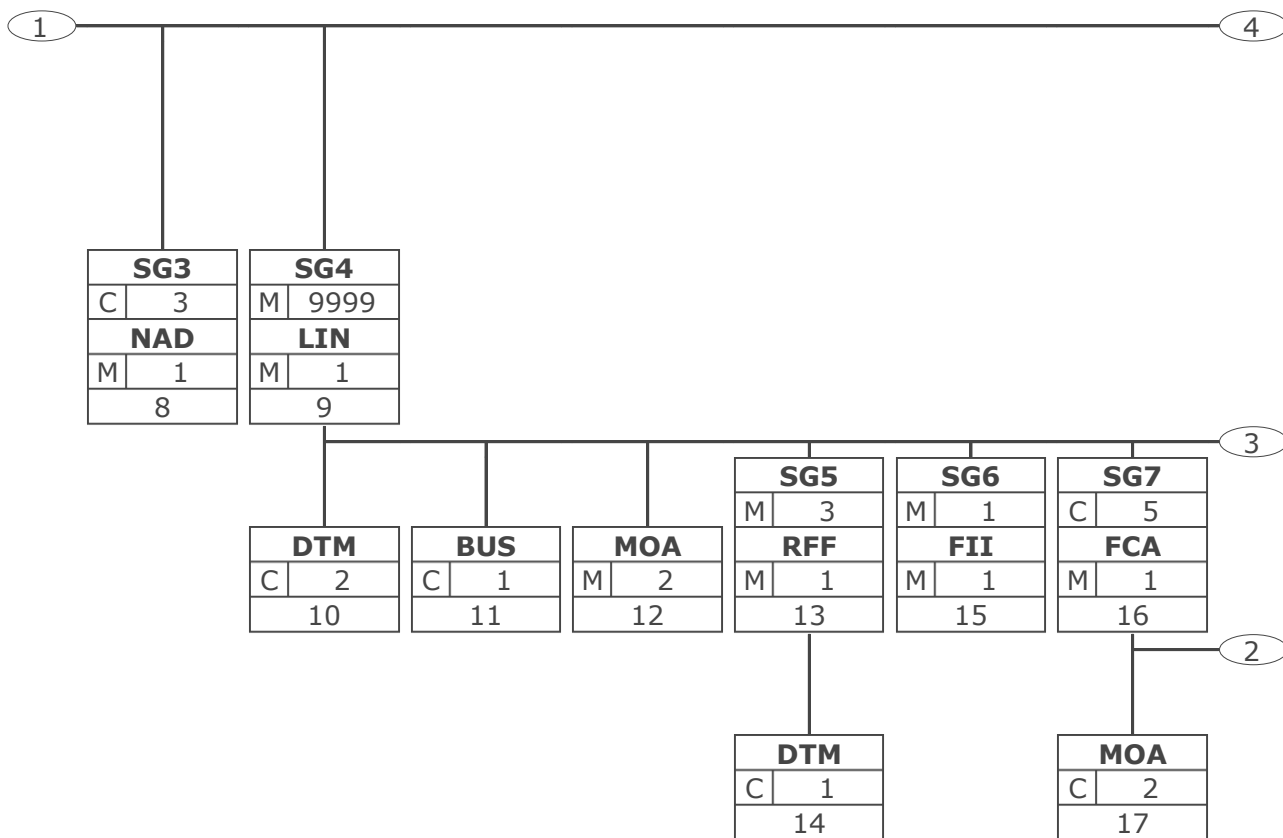 1
4
SG3
C 3
NAD
M 1
8
SG4
M 9999
LIN
M 1
9
3
DTM
C 2
10
BUS
C 1
11
MOA
M 2
12
SG5
M 3
RFF
M 1
13
SG6
M 1
FII
M 1
15
SG7
C 5
FCA
M 1
16
2
DTM
C 1
14
MOA
C 2
17